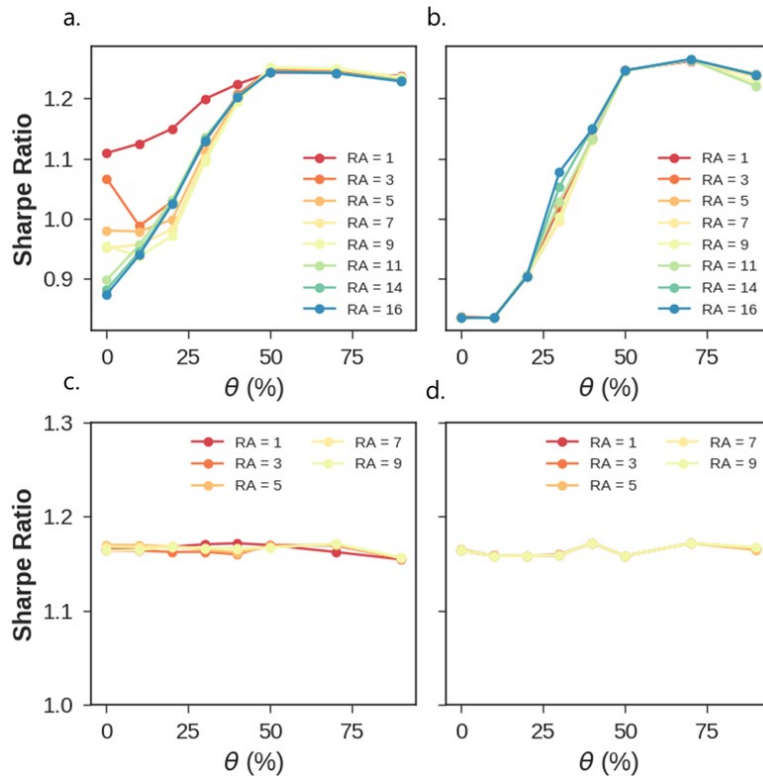 a.
b.
Sharpe Ratio
1.2
1.1
1.0
0.9
RA = 1
RA = 3
RA = 5
RA = 7
RA = 9
RA = 11
RA = 14
RA = 16
0
25
50
75
θ (%)
RA = 1
RA = 3
RA = 5
RA = 7
RA = 9
RA = 11
RA = 14
RA = 16
0
25
50
75
θ (%)
c.
d.
Sharpe Ratio
1.3
1.2
1.1
1.0
RA = 1
RA = 3
RA = 5
RA = 7
RA = 9
0
25
50
75
θ (%)
RA = 1
RA = 3
RA = 5
RA = 7
RA = 9
0
25
50
75
θ (%)